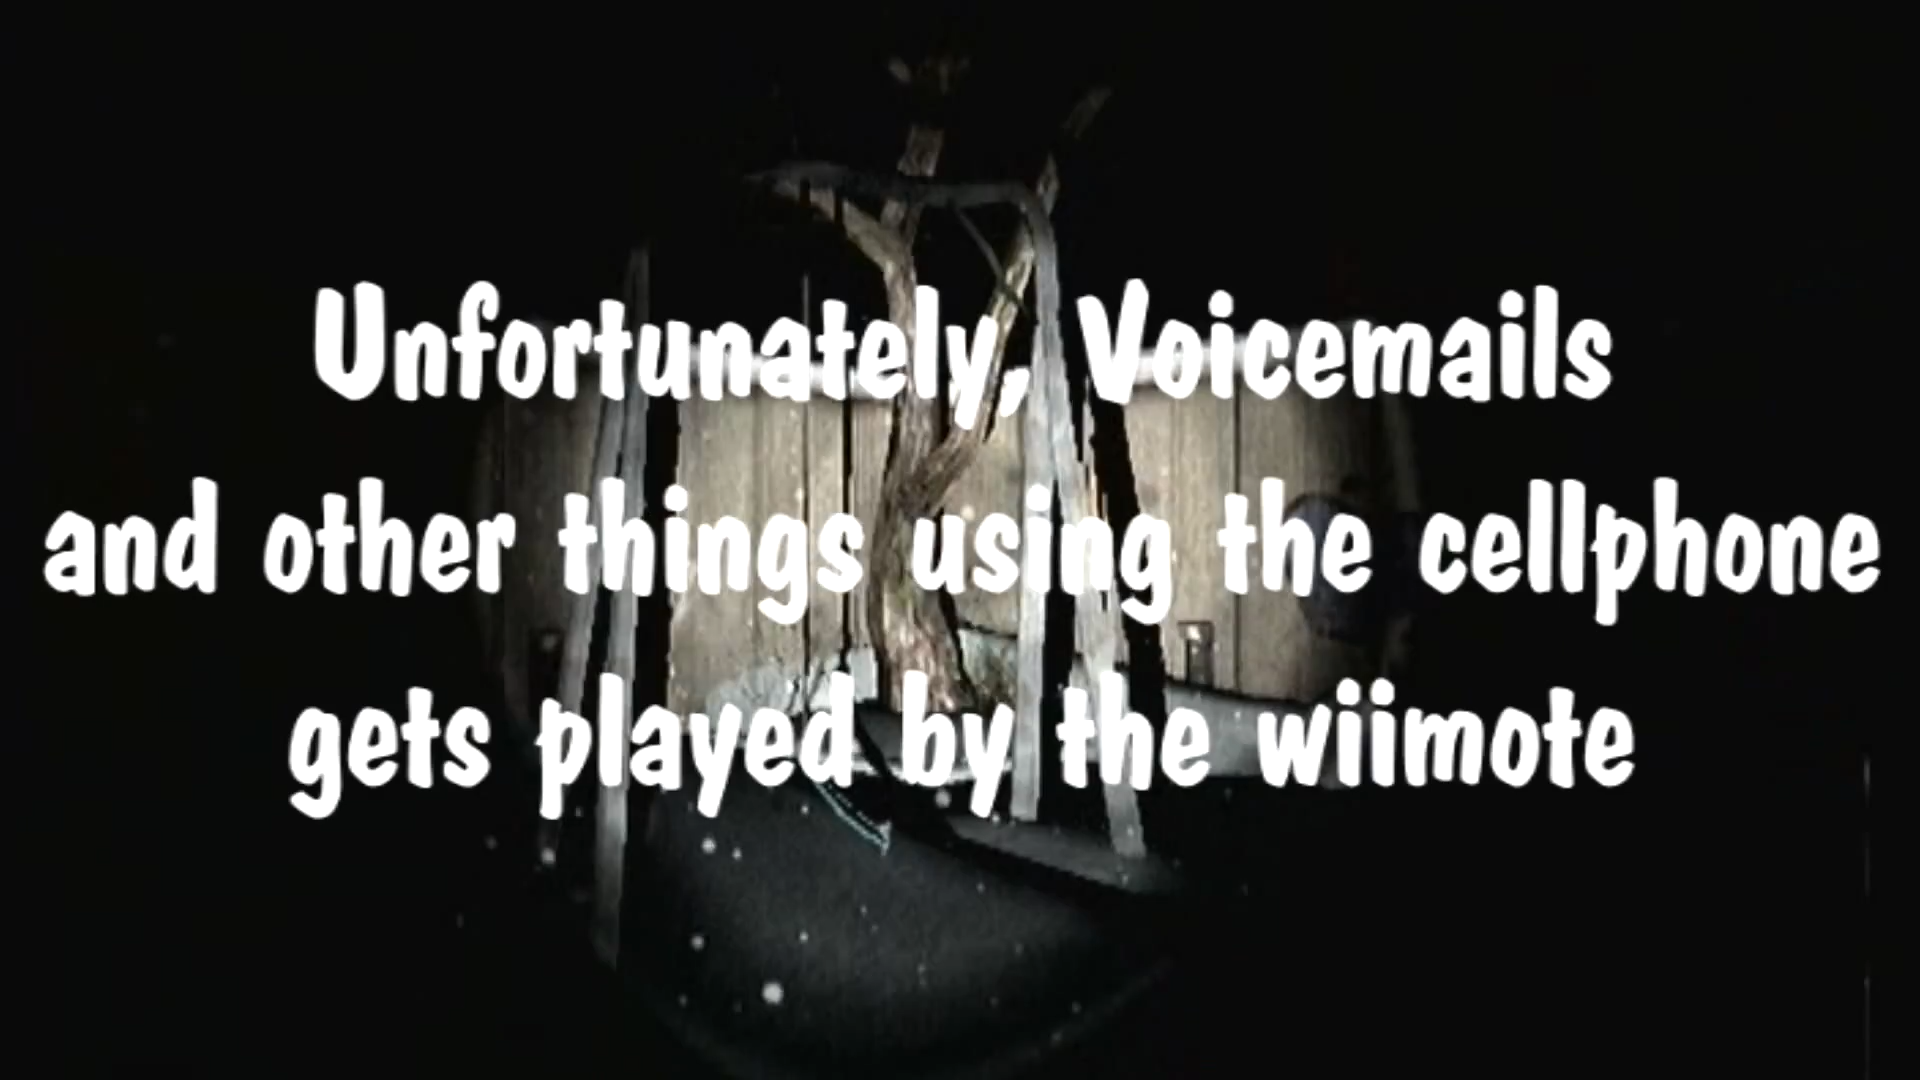 Unfortunately, Voicemails
and other things using the cellphone
gets played by the wiimote